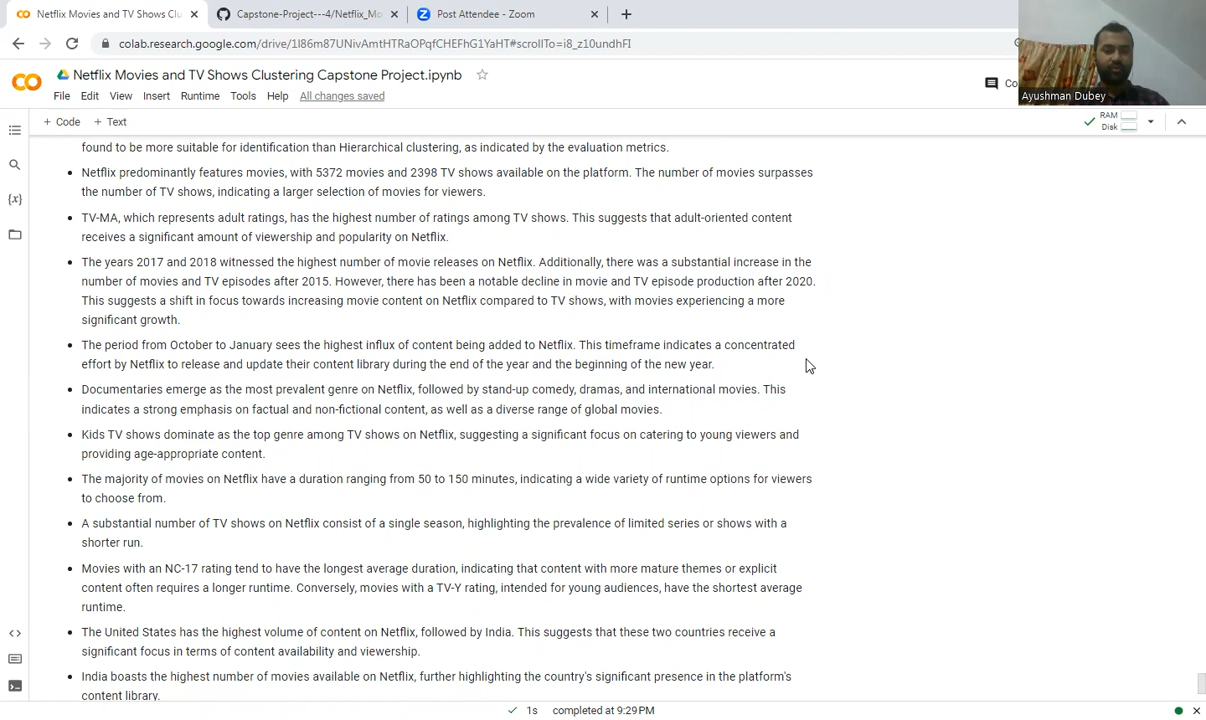 Netflix Movies and TV Shows Clu
Capstone-Project---4/Netflix_Mo
Post Attendee - Zoom
colab.research.google.com/drive/1l86m87UNivAmtHTRaOPqfCHEFhG1YaHT#scrollTo=i8_z10undhFI
Netflix Movies and TV Shows Clustering Capstone Project.ipynb
File Edit View Insert Runtime Tools Help All changes saved
Co
Ayushman Dubey
+ Code + Text
RAM
Disk
found to be more suitable for identification than Hierarchical clustering, as indicated by the evaluation metrics.
• Netflix predominantly features movies, with 5372 movies and 2398 TV shows available on the platform. The number of movies surpasses
the number of TV shows, indicating a larger selection of movies for viewers.
• TV-MA, which represents adult ratings, has the highest number of ratings among TV shows. This suggests that adult-oriented content
receives a significant amount of viewership and popularity on Netflix.
• The years 2017 and 2018 witnessed the highest number of movie releases on Netflix. Additionally, there was a substantial increase in the
number of movies and TV episodes after 2015. However, there has been a notable decline in movie and TV episode production after 2020.
This suggests a shift in focus towards increasing movie content on Netflix compared to TV shows, with movies experiencing a more
significant growth.
• The period from October to January sees the highest influx of content being added to Netflix. This timeframe indicates a concentrated
effort by Netflix to release and update their content library during the end of the year and the beginning of the new year.
• Documentaries emerge as the most prevalent genre on Netflix, followed by stand-up comedy, dramas, and international movies. This
indicates a strong emphasis on factual and non-fictional content, as well as a diverse range of global movies.
• Kids TV shows dominate as the top genre among TV shows on Netflix, suggesting a significant focus on catering to young viewers and
providing age-appropriate content.
• The majority of movies on Netflix have a duration ranging from 50 to 150 minutes, indicating a wide variety of runtime options for viewers
to choose from.
• A substantial number of TV shows on Netflix consist of a single season, highlighting the prevalence of limited series or shows with a
shorter run.
• Movies with an NC-17 rating tend to have the longest average duration, indicating that content with more mature themes or explicit
content often requires a longer runtime. Conversely, movies with a TV-Y rating, intended for young audiences, have the shortest average
runtime.
• The United States has the highest volume of content on Netflix, followed by India. This suggests that these two countries receive a
significant focus in terms of content availability and viewership.
• India boasts the highest number of movies available on Netflix, further highlighting the country's significant presence in the platform's
content library.
1s completed at 9:29PM